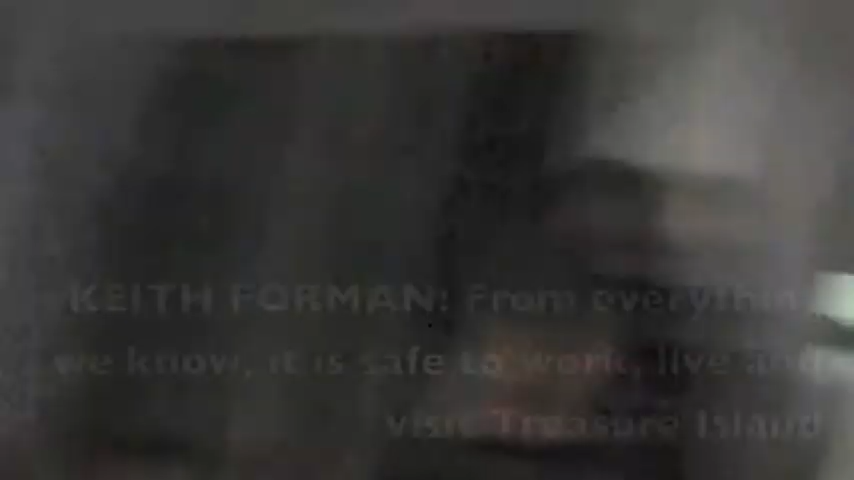 KEITH FORMAN: From everything
we know, it is safe to work, live and
visit Treasure Island